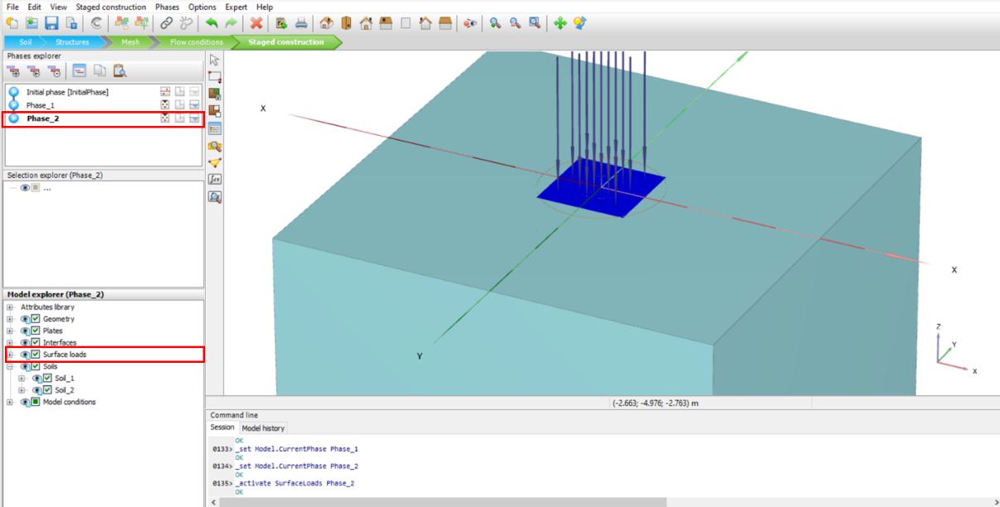 File Edit View Staged construction Phases Options Expert Help
Soil Structures Mesh Flow conditions Staged construction
Phases explorer
Initial phase [InitialPhase]
Phase_1
Phase_2
Selection explorer (Phase_2)
...
Model explorer (Phase_2)
Attributes library
Geometry
Plates
Interfaces
Surface loads
Soils
Soil_1
Soil_2
Model conditions
X
X
Y
Z
Y
X
(-2.663; -4.976; -2.763) m
Command line
Session Model history
OK
0133> _set Model.CurrentPhase Phase_1
OK
0134> _set Model.CurrentPhase Phase_2
OK
0135> _activate SurfaceLoads Phase_2
OK